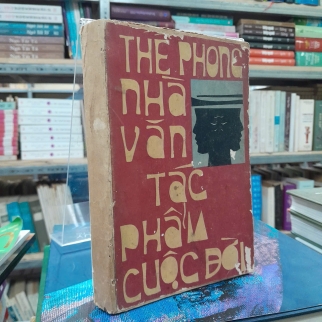 THẾ PHONG
nhà
văn
tác
phẩm
cuộc đời